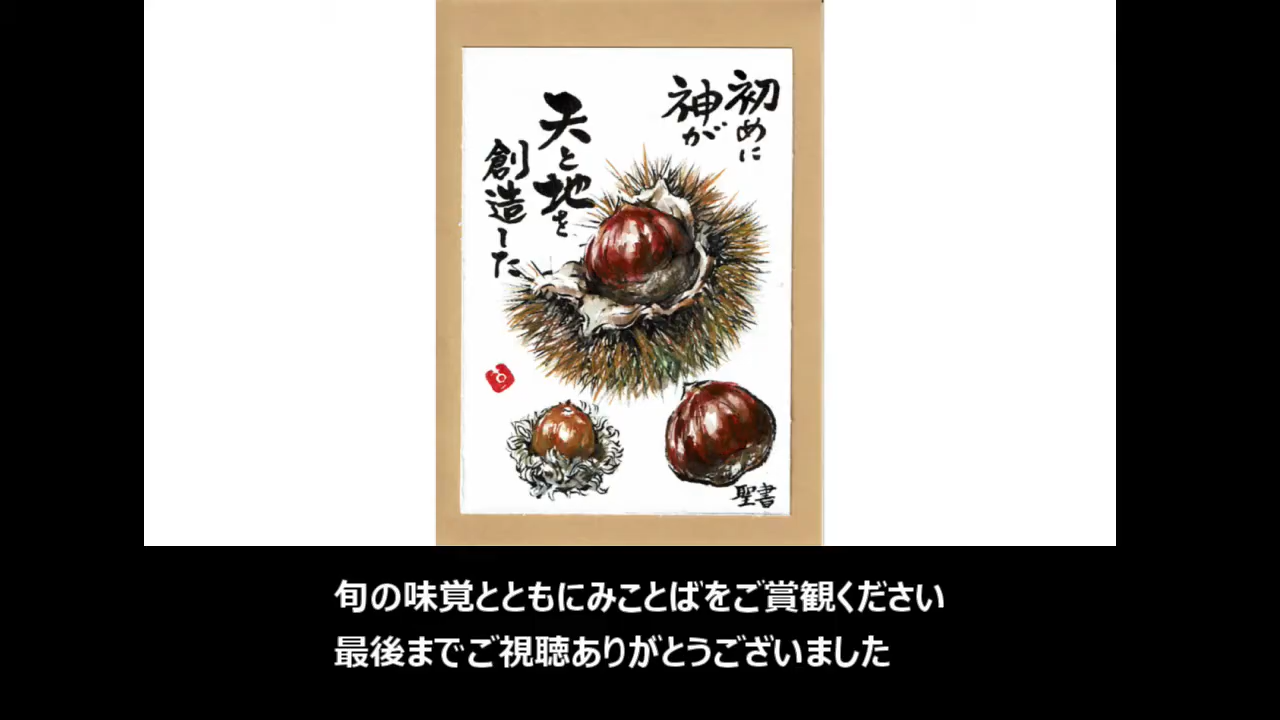 初めに
神が
天と地を
創造した
聖書
旬の味覚とともにみことばをご賞観ください
最後までご視聴ありがとうございました